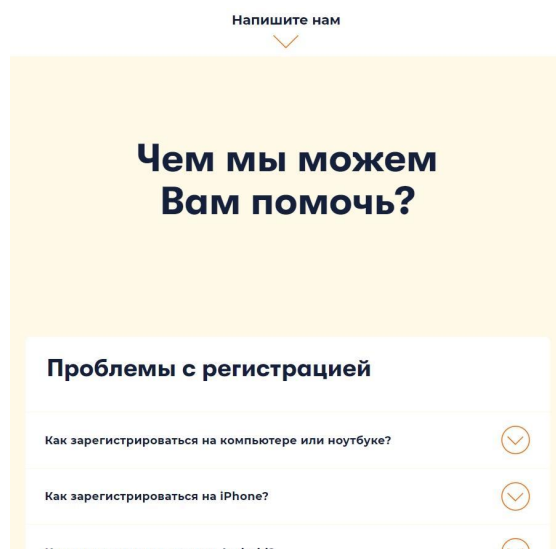 Напишите нам
Чем мы можем
Вам помочь?
Проблемы с регистрацией
Как зарегистрироваться на компьютере или ноутбуке?
Как зарегистрироваться на iPhone?